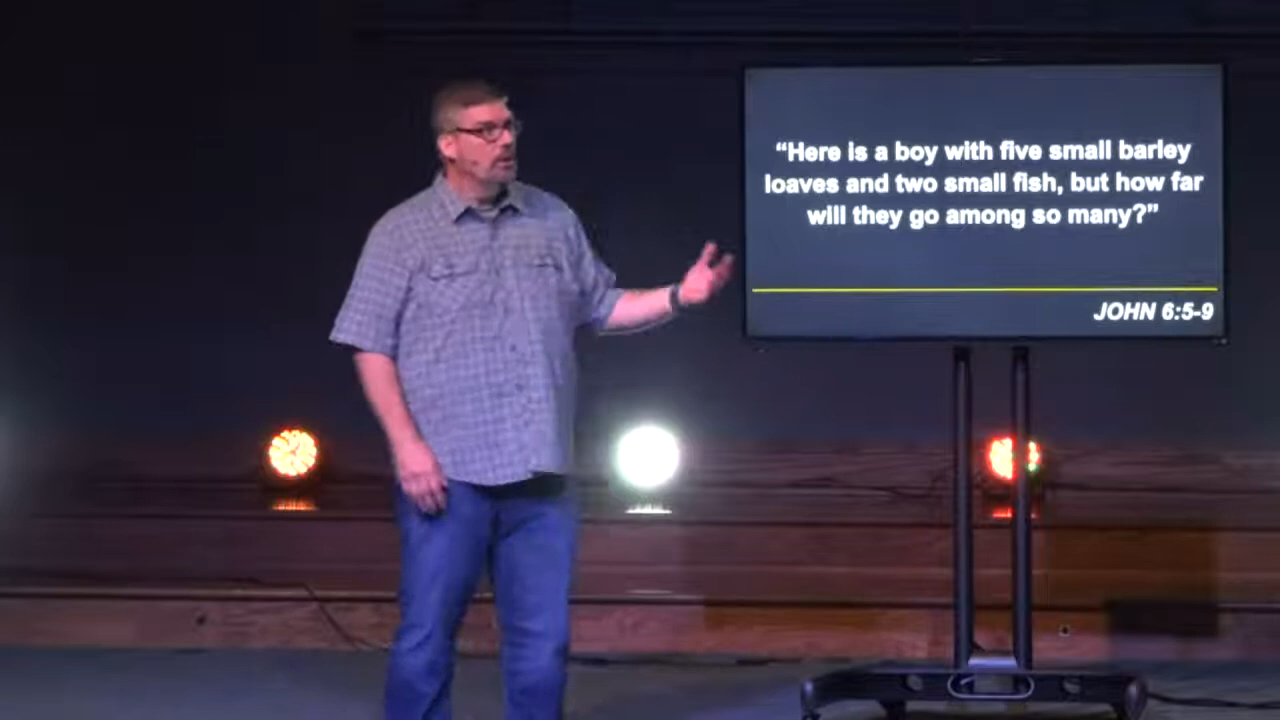 “Here is a boy with five small barley
loaves and two small fish, but how far
will they go among so many?”
JOHN 6:5-9